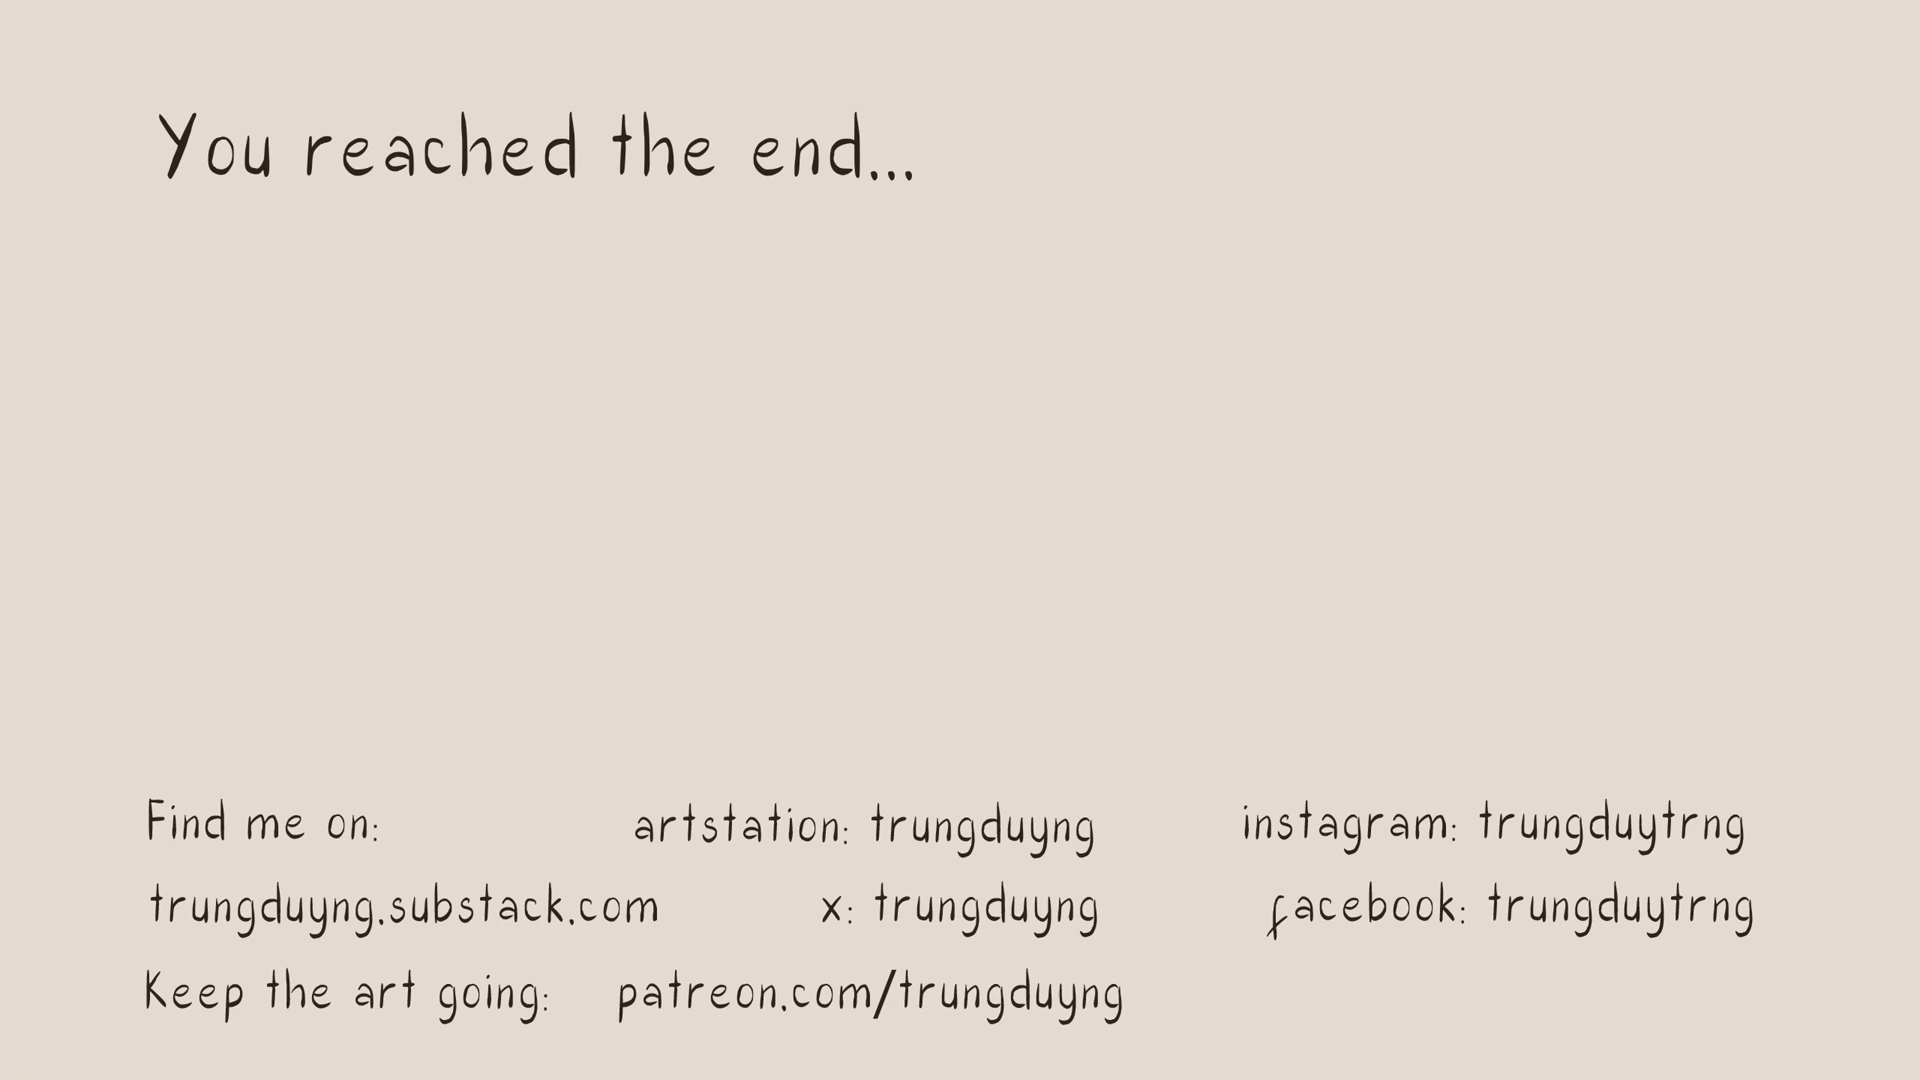 You reached the end...
Find me on: artstation: trungduyng instagram: trungduytrng
trungduyng.substack.com x: trungduyng facebook: trungduytrng
Keep the art going: patreon.com/trungduyng